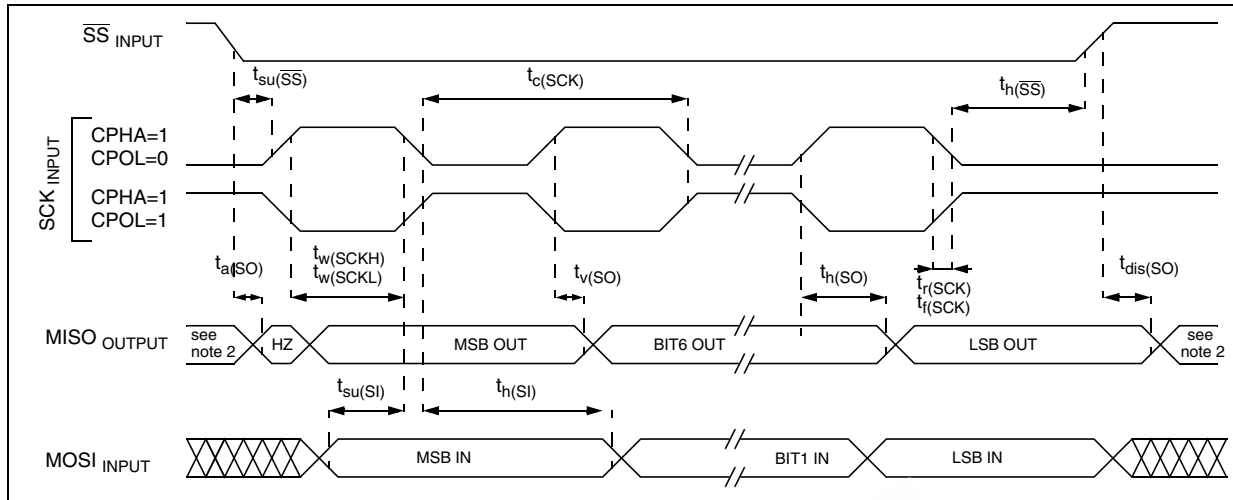 SS INPUT
tsu(SS)
tc(SCK)
th(SS)
SCK INPUT
CPHA=1
CPOL=0
CPHA=1
CPOL=1
ta(SO)
tw(SCKH)
tw(SCKL)
tv(SO)
th(SO)
tr(SCK)
tf(SCK)
tdis(SO)
MISO OUTPUT
see
note 2
HZ
MSB OUT
BIT6 OUT
LSB OUT
see
note 2
tsu(SI)
th(SI)
MOSI INPUT
MSB IN
BIT1 IN
LSB IN